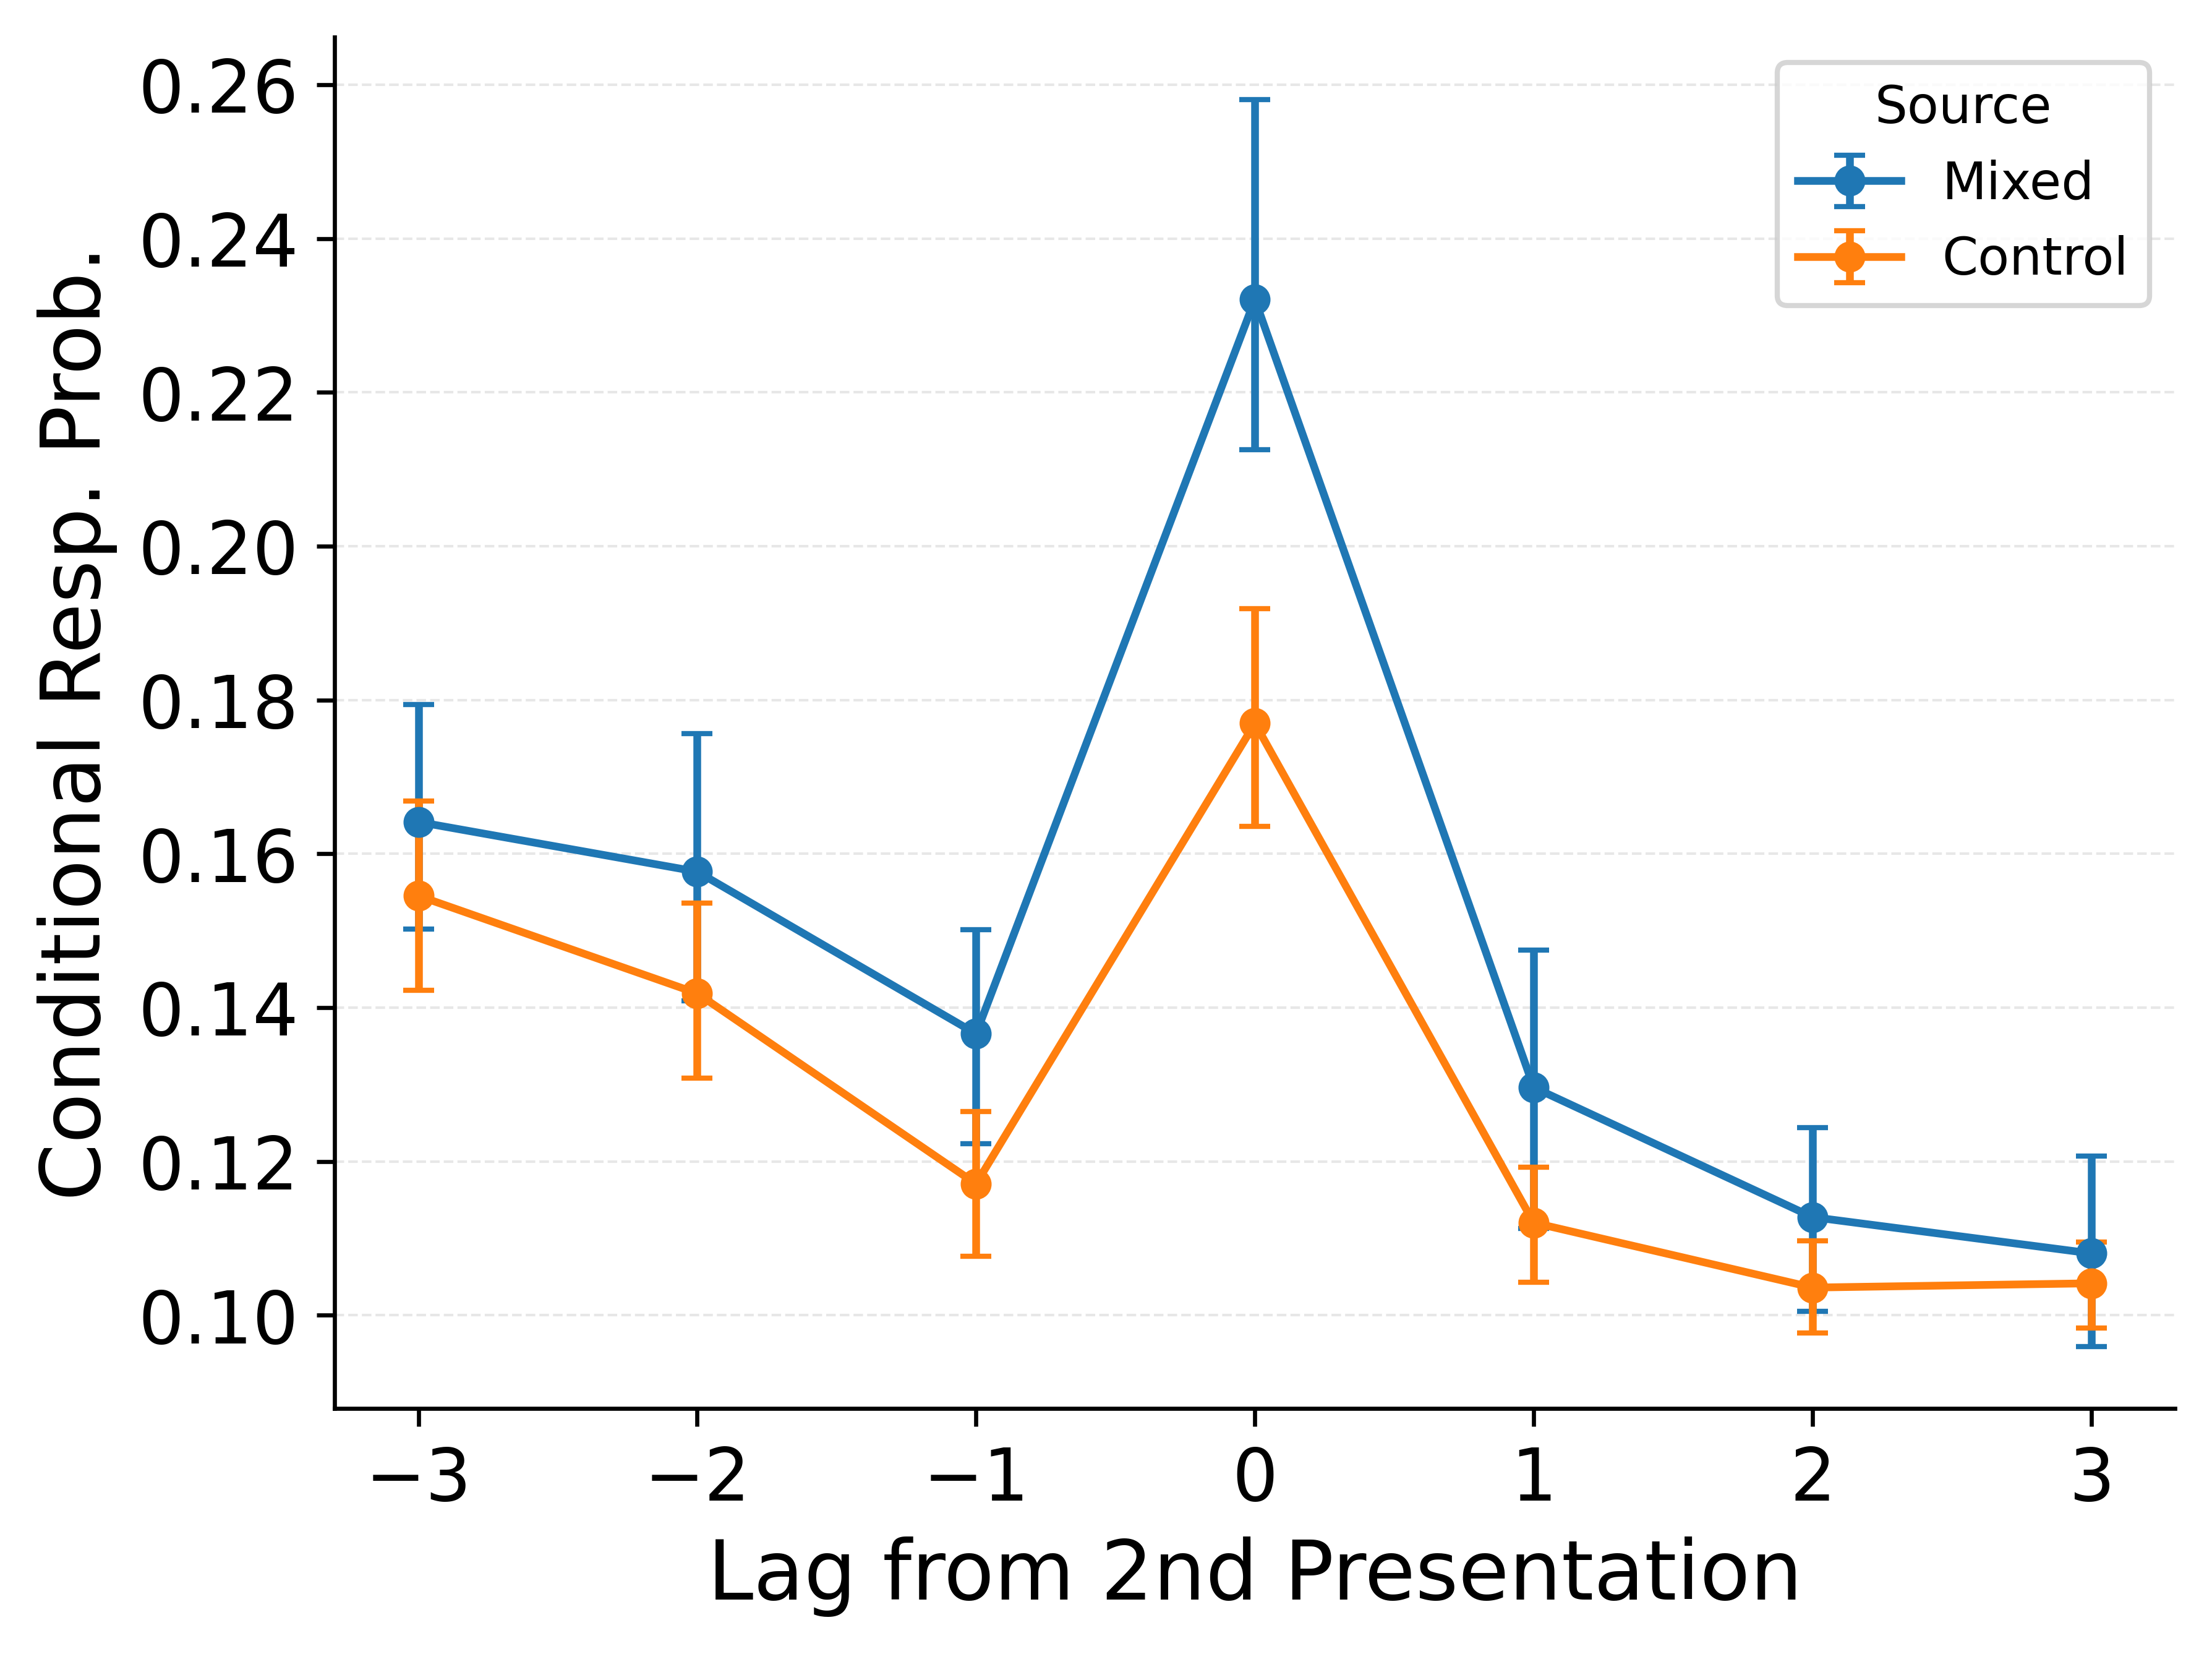 Conditional Resp. Prob.
0.26
0.24
0.22
0.20
0.18
0.16
0.14
0.12
0.10
Source
Mixed
Control
−3 −2 −1 0 1 2 3
Lag from 2nd Presentation